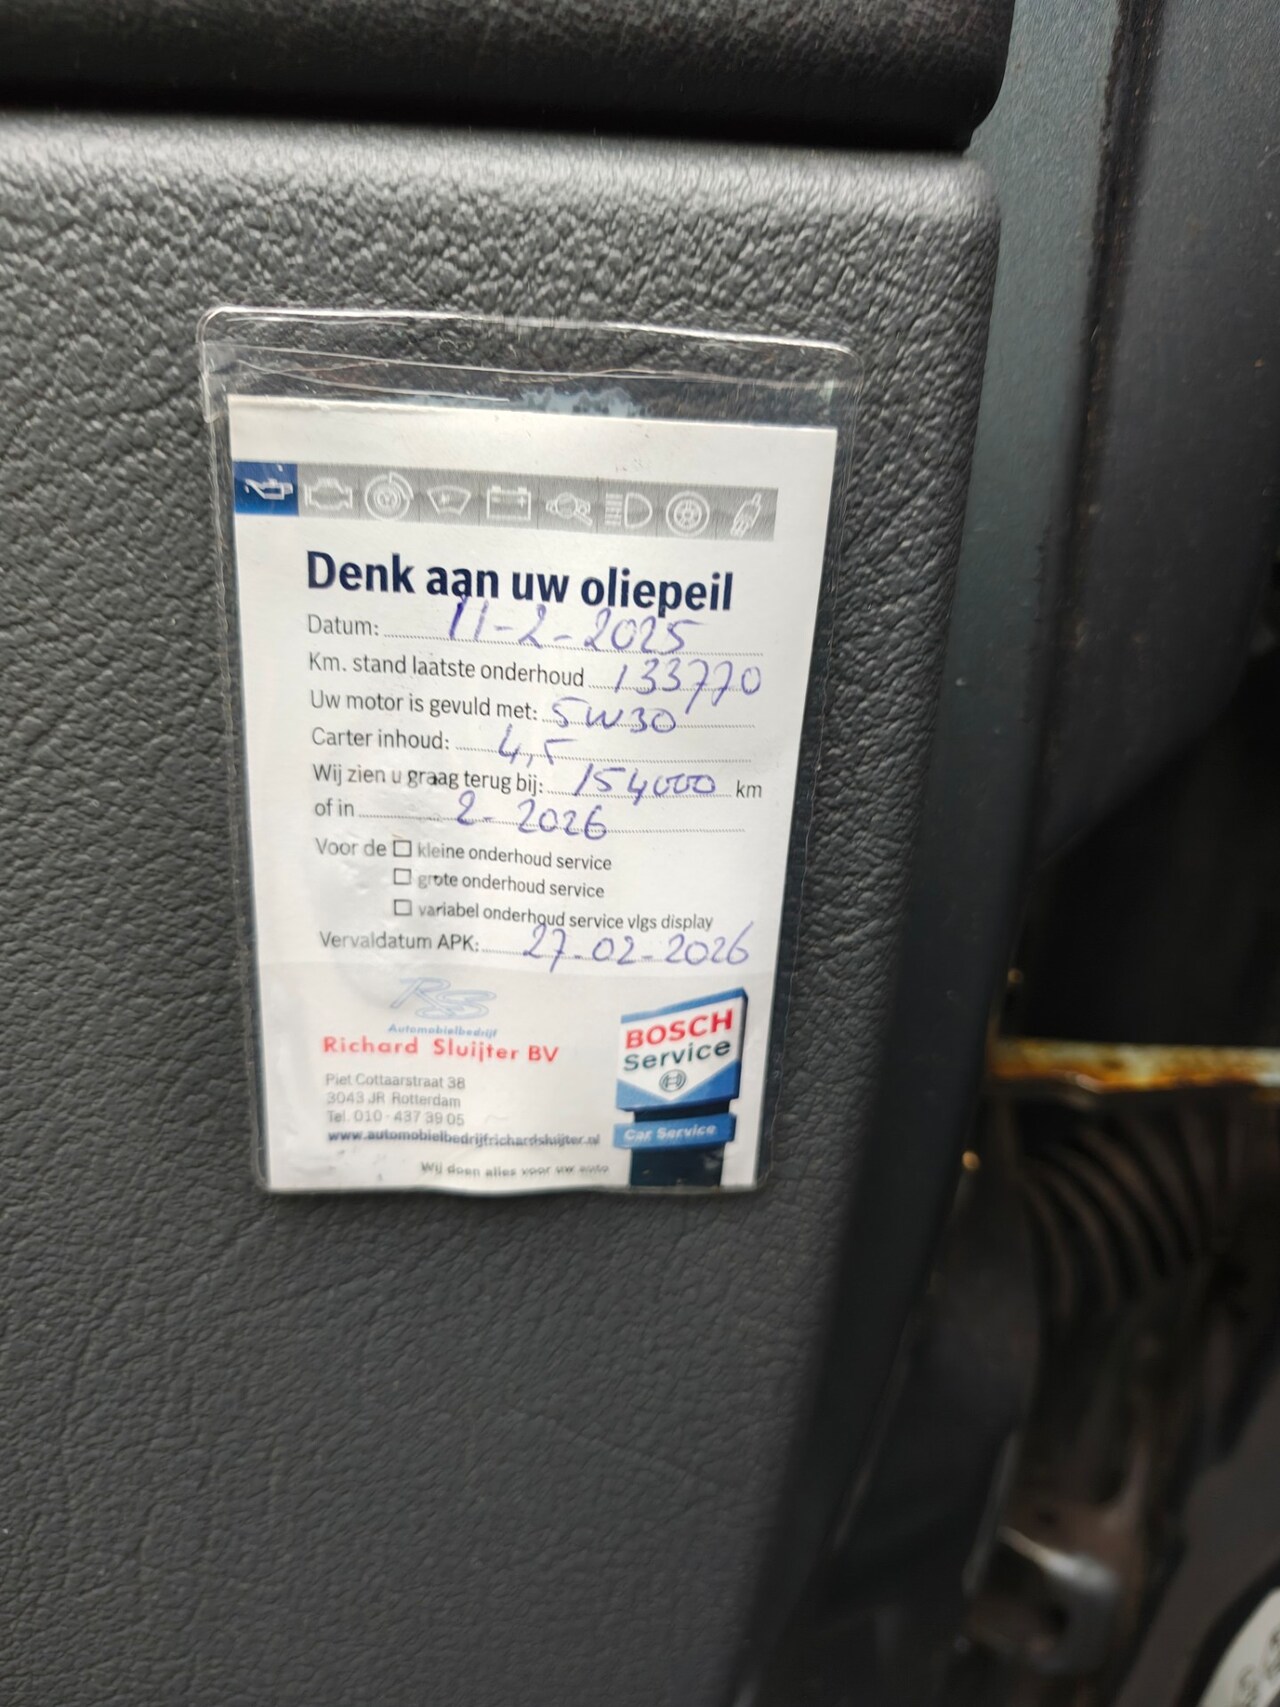 Denk aan uw oliepeil
Datum: 11-2-2025
Km. stand laatste onderhoud 133770
Uw motor is gevuld met: 5W30
Carter inhoud: 4,5
Wij zien u graag terug bij: 154000 km
of in 2-2026
Voor de ☐ kleine onderhoud service
☐ grote onderhoud service
☐ variabel onderhoud service vlgs display
Vervaldatum APK: 27-02-2026
RS
Automobielbedrijf
Richard Sluijter BV
Piet Cottaarstraat 38
3043 JR Rotterdam
Tel. 010 - 437 39 05
www.automobielbedrijfrichardsluijter.nl
Wij doen alles voor uw auto
BOSCH
Service
Car Service